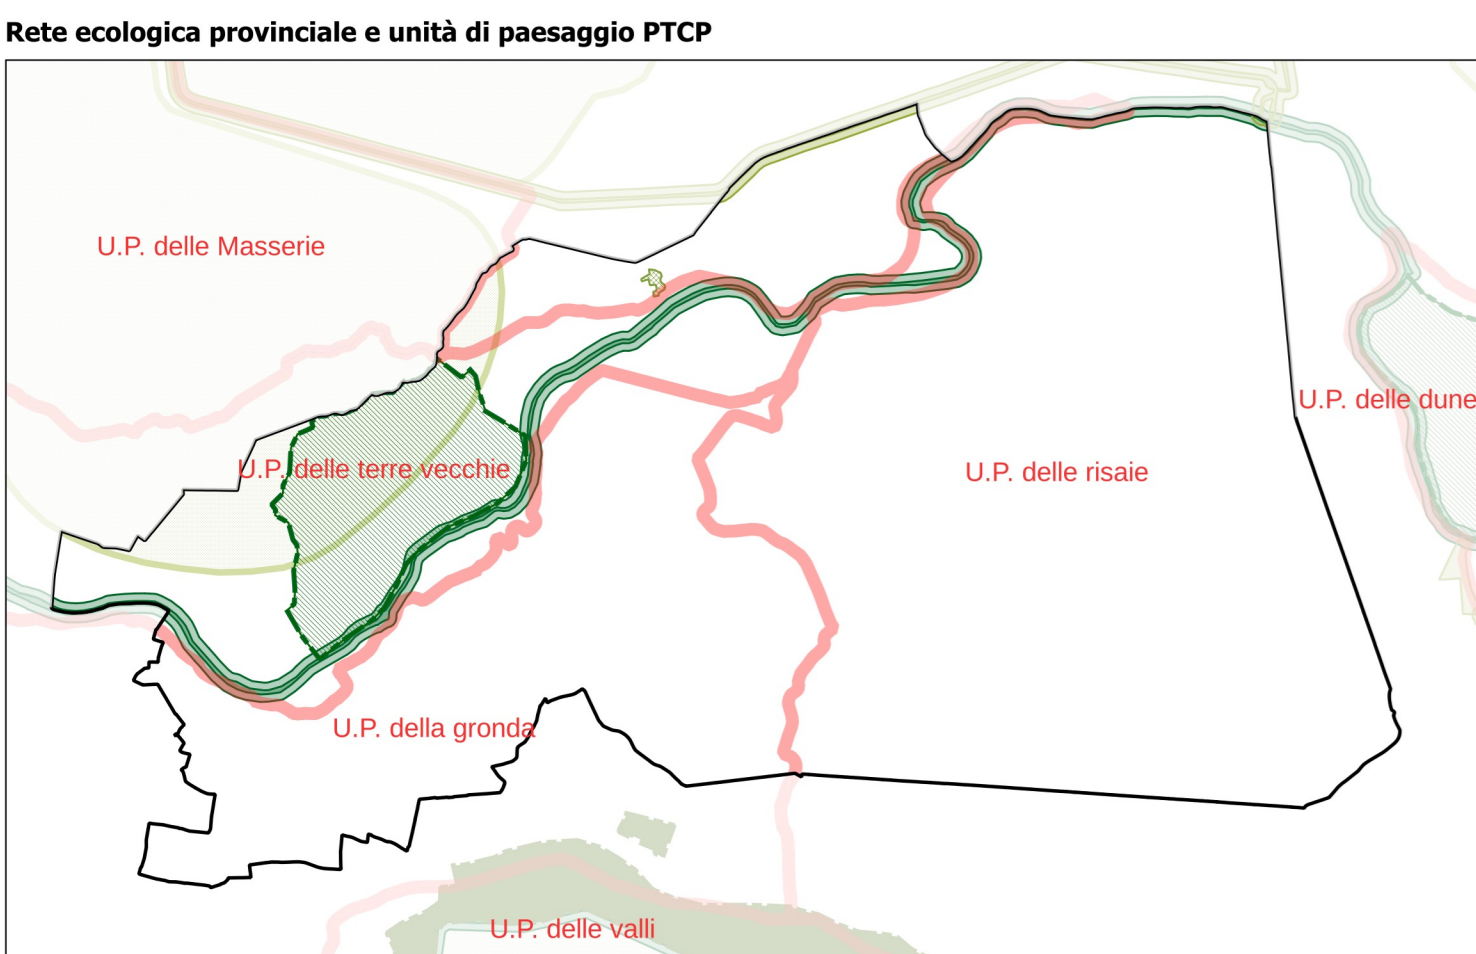 Rete ecologica provinciale e unità di paesaggio PTCP
U.P. delle Masserie
U.P. delle dune
U.P. delle terre vecchie
U.P. delle risaie
U.P. della gronda
U.P. delle valli